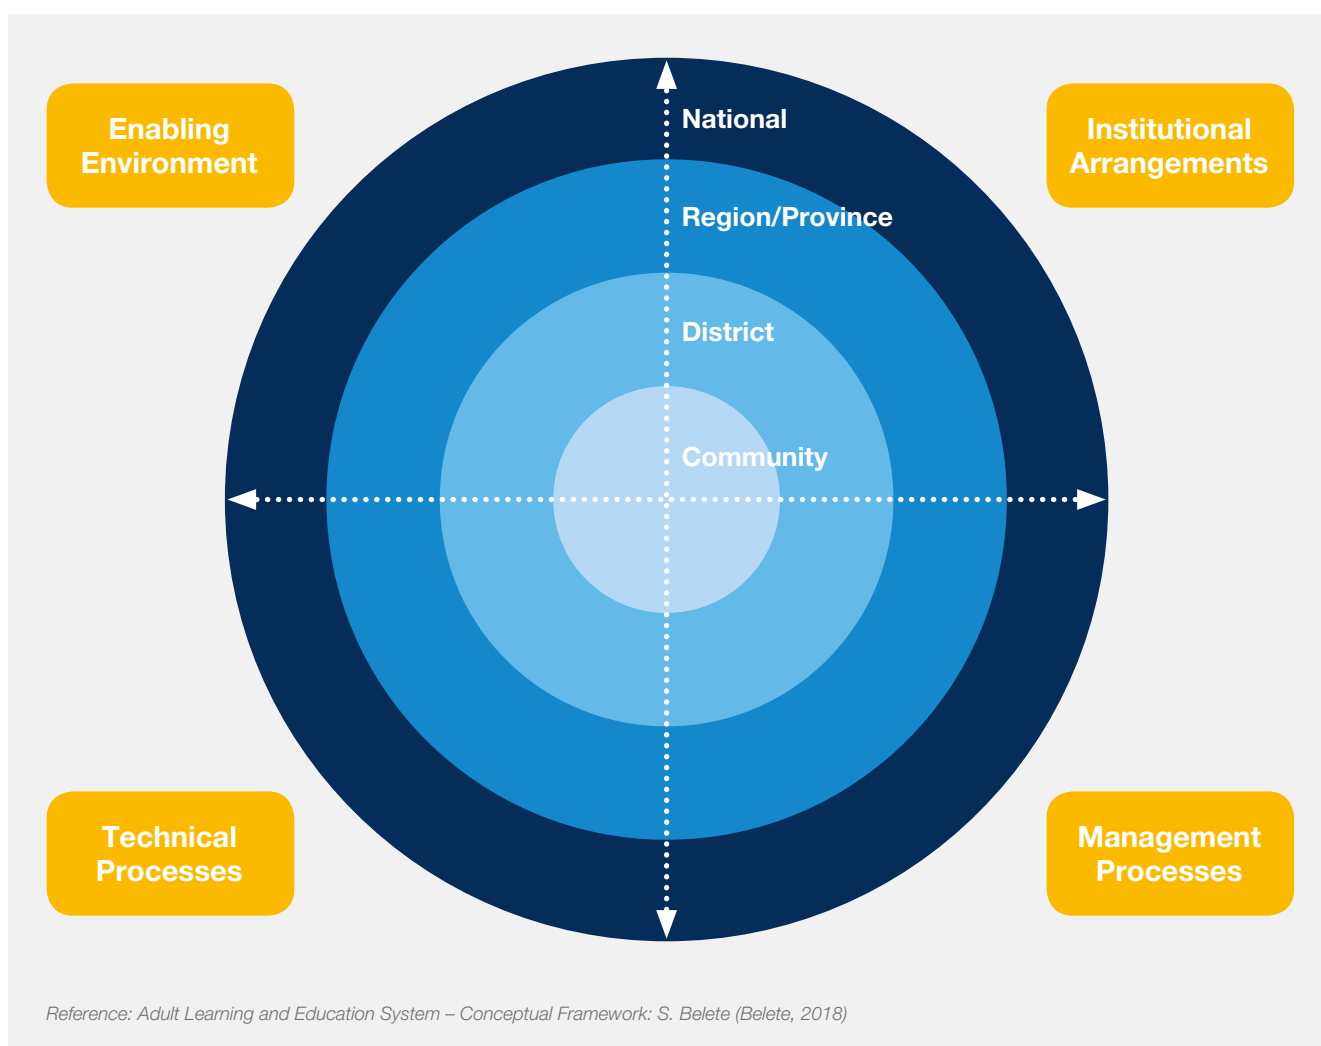 Enabling
Environment
Institutional
Arrangements
National
Region/Province
District
Community
Technical
Processes
Management
Processes
Reference: Adult Learning and Education System – Conceptual Framework: S. Belete (Belete, 2018)